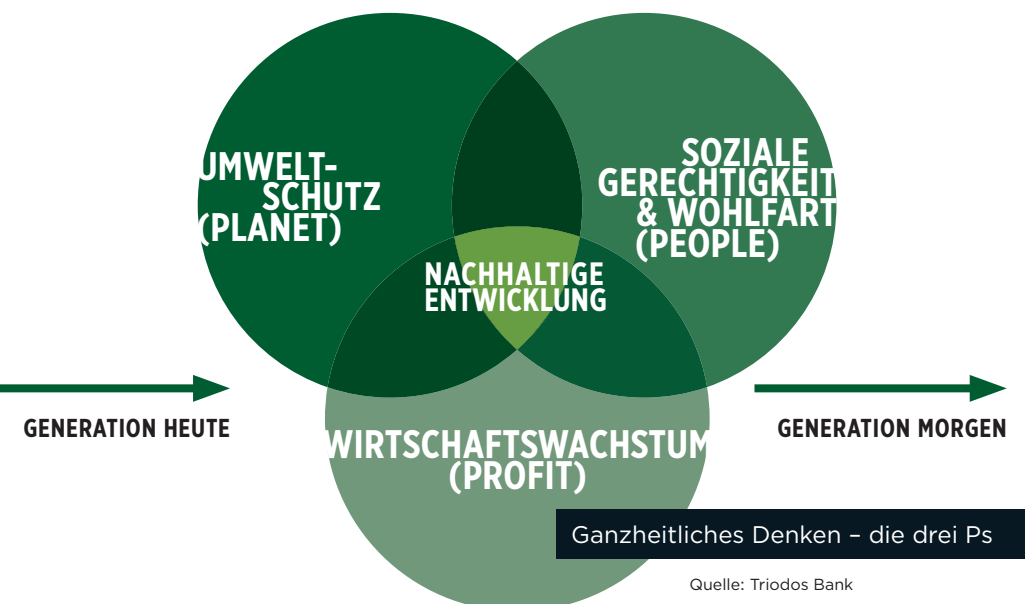 UMWELT-
SCHUTZ
(PLANET)
SOZIALE
GERECHTIGKEIT
& WOHLFART
(PEOPLE)
NACHHALTIGE
ENTWICKLUNG
GENERATION HEUTE
GENERATION MORGEN
WIRTSCHAFTSWACHSTUM
(PROFIT)
Ganzheitliches Denken – die drei Ps
Quelle: Triodos Bank